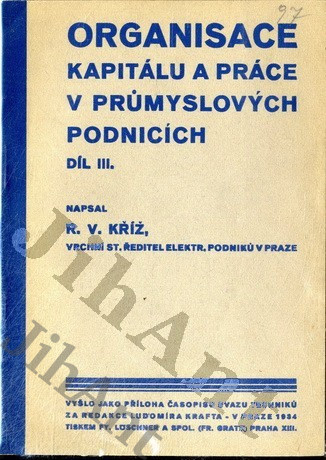 97
ORGANISACE
KAPITÁLU A PRÁCE
V PRŮMYSLOVÝCH
PODNICÍCH
DÍL III.
NAPSAL
R. V. KŘÍŽ,
VRCHNÍ ST. ŘEDITEL ELEKTR. PODNIKŮ V PRAZE
JihAnt
JihAnt
VYŠLO JAKO PŘÍLOHA ČASOPISU SVAZU TECHNIKŮ
ZA REDAKCE LUDOMÍRA KRAFTA - V PRAZE 1934
TISKEM FY. LÜSCHNER A SPOL. (FR. GRATZ) PRAHA XIII.